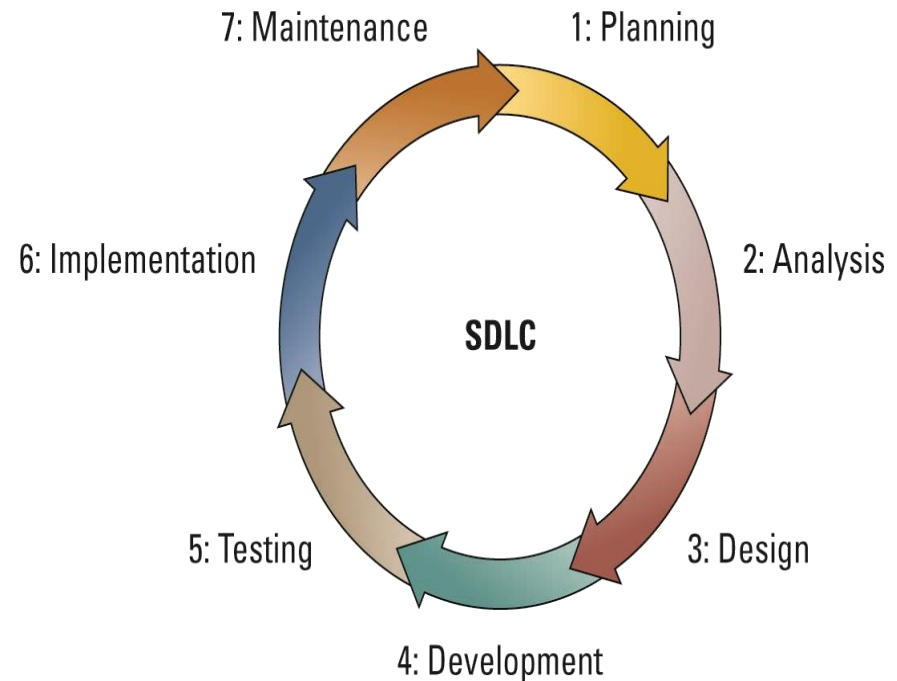 7: Maintenance
1: Planning
6: Implementation
2: Analysis
SDLC
5: Testing
3: Design
4: Development